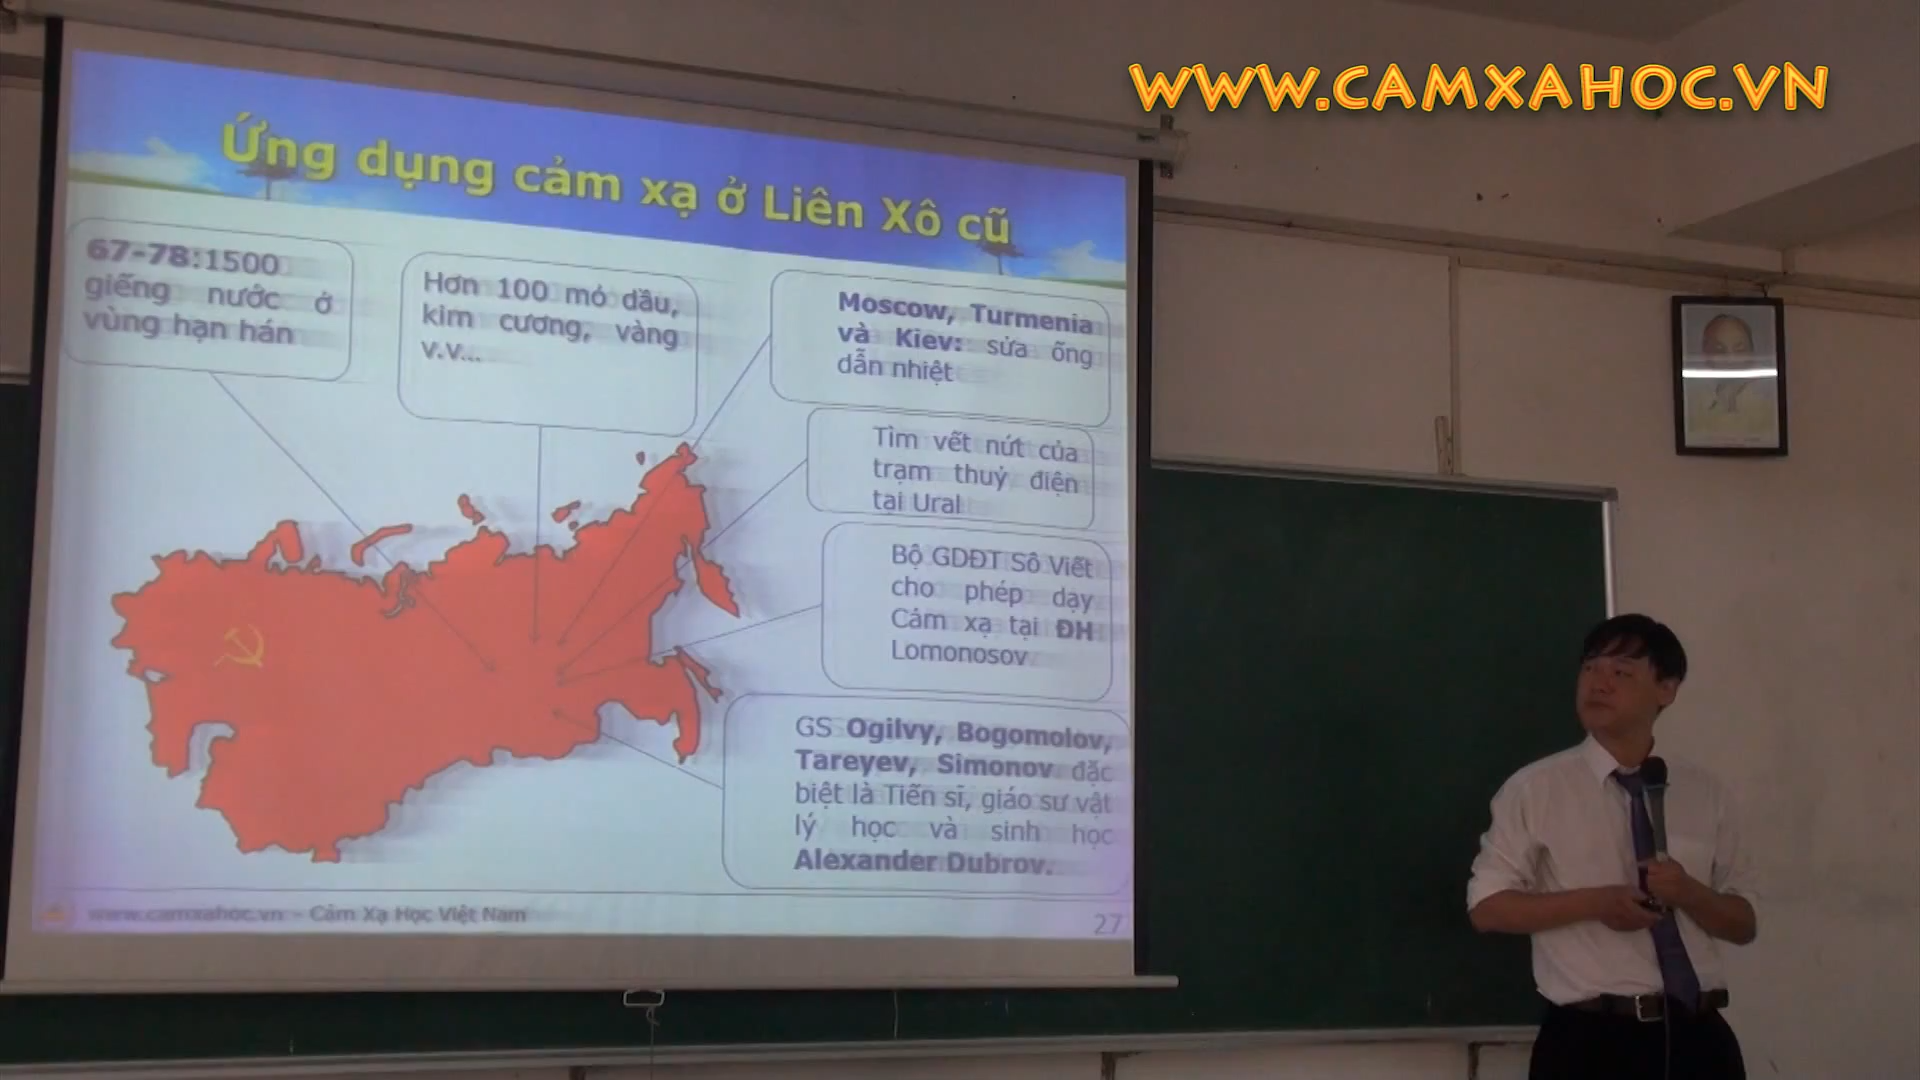 WWW.CAMXAHOC.VN
Ứng dụng cảm xạ ở Liên Xô cũ
67-78:1500
giếng nước ở
vùng hạn hán
Hơn 100 mỏ dầu,
kim cương, vàng
v.v...
Moscow, Turmenia
và Kiev: sửa ống
dẫn nhiệt
Tìm vết nứt của
trạm thuỷ điện
tại Ural
Bộ GDĐT Sô Viết
cho phép dạy
Cảm xạ tại ĐH
Lomonosov
GS Ogilvy, Bogomolov,
Tareyev, Simonov đặc
biệt là Tiến sĩ, giáo sư vật
lý học và sinh học
Alexander Dubrov.
www.camxahoc.vn - Cảm Xạ Học Việt Nam
27